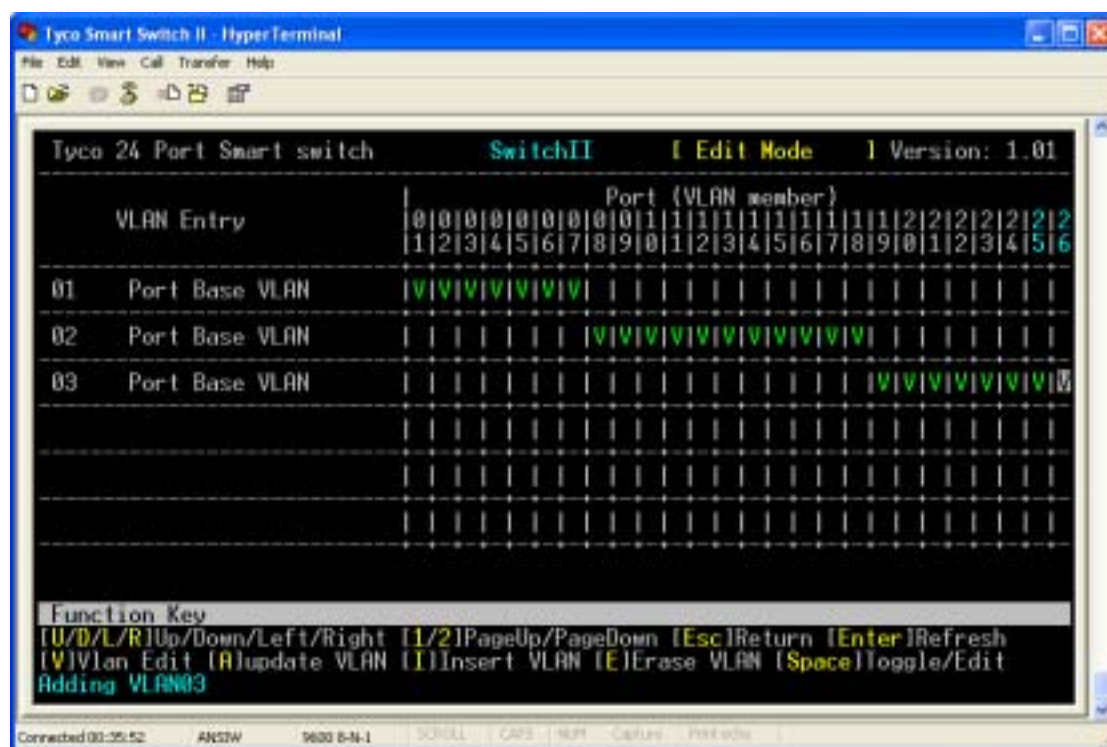 Tyco Smart Switch II - HyperTerminal
File Edit View Call Transfer Help
Tyco 24 Port Smart switch SwitchII [ Edit Mode ] Version: 1.01
Port (VLAN member)
VLAN Entry |0|0|0|0|0|0|0|0|0|1|1|1|1|1|1|1|1|1|1|2|2|2|2|2|2|2
|1|2|3|4|5|6|7|8|9|0|1|2|3|4|5|6|7|8|9|0|1|2|3|4|5|6
01 Port Base VLAN |V|V|V|V|V|V|V| | | | | | | | | | | | | | | | | | |
02 Port Base VLAN | | | | | | | |V|V|V|V|V|V|V|V|V|V|V| | | | | | | |
03 Port Base VLAN | | | | | | | | | | | | | | | | | | |V|V|V|V|V|V|V|V
Function Key
[U/D/L/R]Up/Down/Left/Right [1/2]PageUp/PageDown [Esc]Return [Enter]Refresh
[V]Vlan Edit [A]update VLAN [I]Insert VLAN [E]Erase VLAN [Space]Toggle/Edit
Adding VLAN03
Connected 00:35:52 ANSIW 9600 8-N-1 SCROLL CAPS NUM Capture Print echo